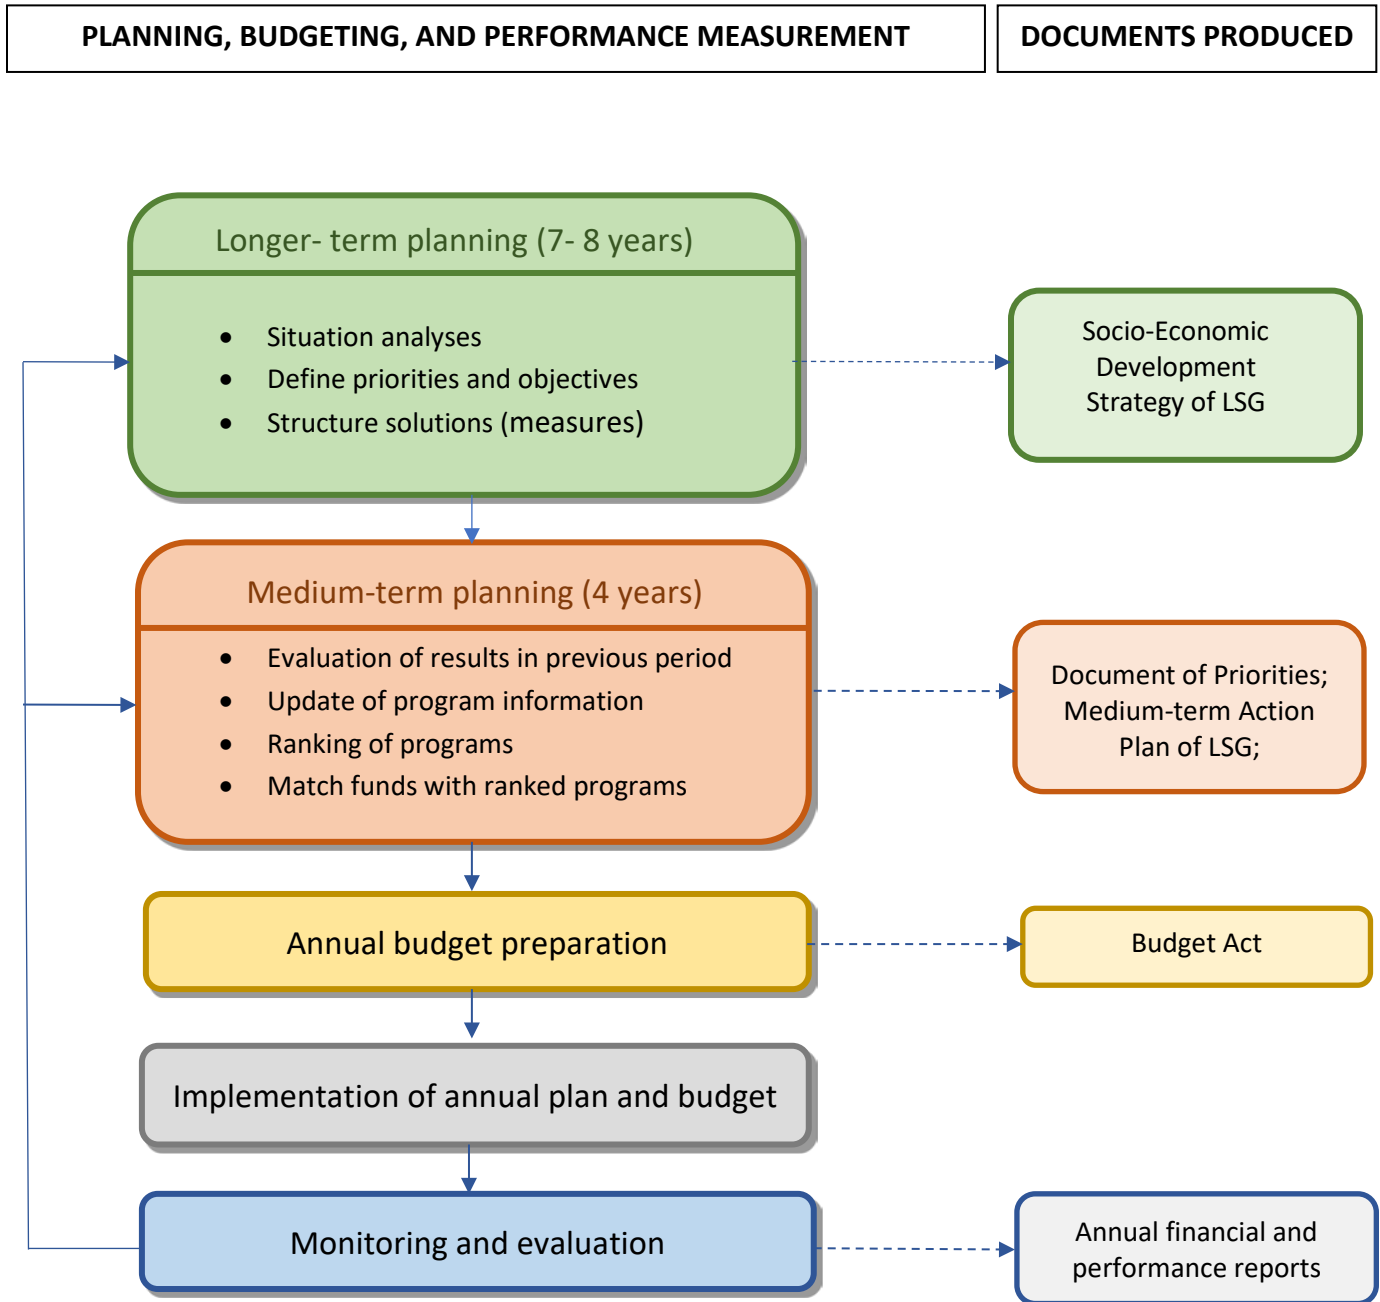 PLANNING, BUDGETING, AND PERFORMANCE MEASUREMENT
DOCUMENTS PRODUCED
Longer- term planning (7- 8 years)
• Situation analyses
• Define priorities and objectives
• Structure solutions (measures)
Socio-Economic
Development
Strategy of LSG
Medium-term planning (4 years)
• Evaluation of results in previous period
• Update of program information
• Ranking of programs
• Match funds with ranked programs
Document of Priorities;
Medium-term Action
Plan of LSG;
Annual budget preparation
Budget Act
Implementation of annual plan and budget
Monitoring and evaluation
Annual financial and
performance reports